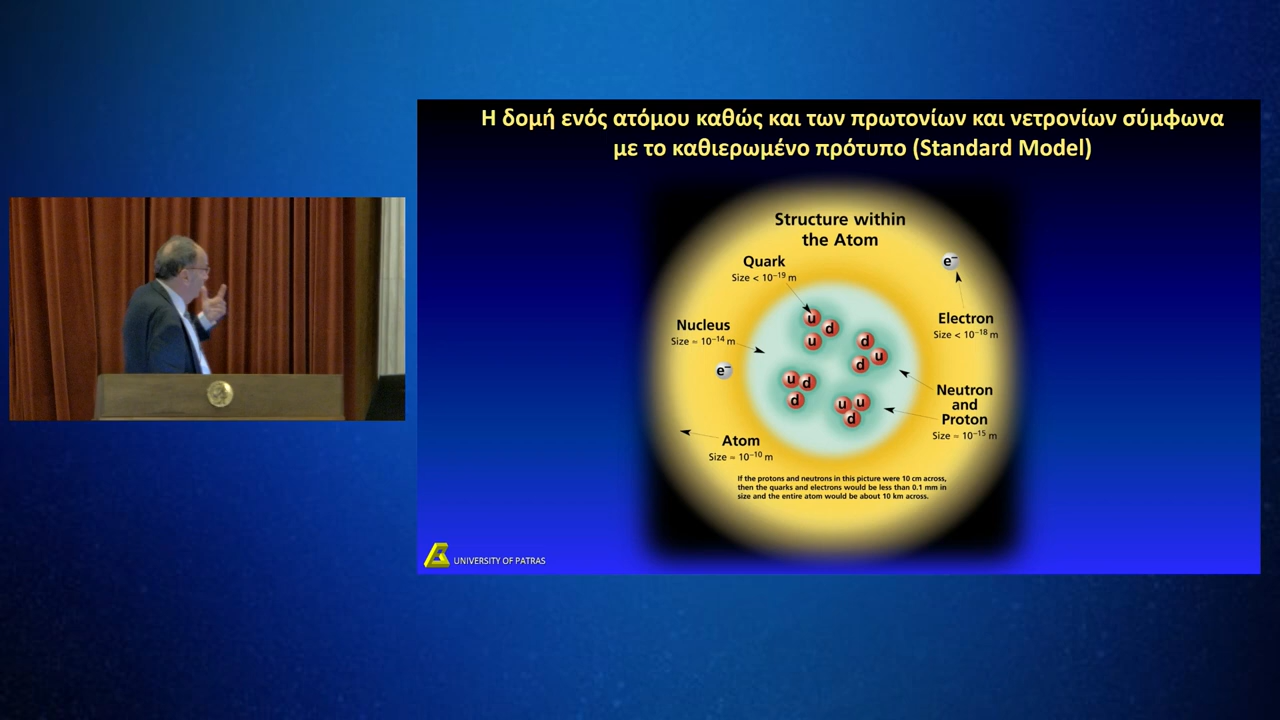 Η δομή ενός ατόμου καθώς και των πρωτονίων και νετρονίων σύμφωνα
με το καθιερωμένο πρότυπο (Standard Model)
Structure within
the Atom
Quark
Size < 10⁻¹⁹ m
e⁻
Electron
Size < 10⁻¹⁸ m
Nucleus
Size ≈ 10⁻¹⁴ m
u
d
u
d
u
d
e⁻
u d
d
u u
d
Neutron
and
Proton
Size ≈ 10⁻¹⁵ m
Atom
Size ≈ 10⁻¹⁰ m
If the protons and neutrons in this picture were 10 cm across,
then the quarks and electrons would be less than 0.1 mm in
size and the entire atom would be about 10 km across.
UNIVERSITY OF PATRAS